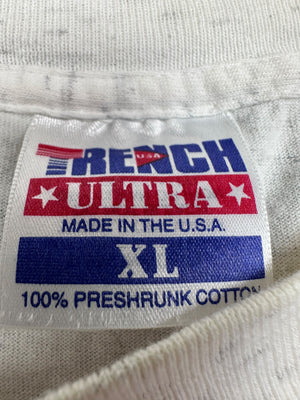 TRENCH
USA
★ ULTRA ★
MADE IN THE U.S.A.
XL
100% PRESHRUNK COTTON